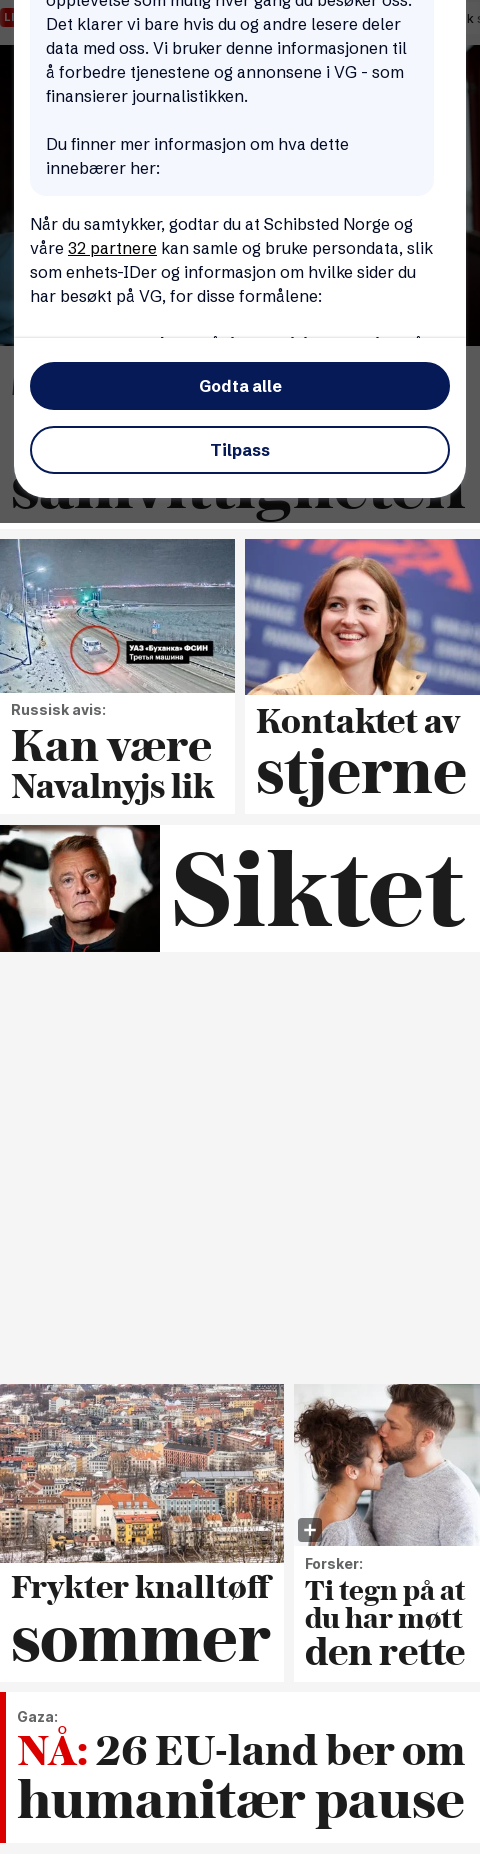 opplevelse som mulig hver gang du besøker oss.
Det klarer vi bare hvis du og andre lesere deler
data med oss. Vi bruker denne informasjonen til
å forbedre tjenestene og annonsene i VG - som
finansierer journalistikken.
Du finner mer informasjon om hva dette
innebærer her:
Når du samtykker, godtar du at Schibsted Norge og
våre 32 partnere kan samle og bruke persondata, slik
som enhets-IDer og informasjon om hvilke sider du
har besøkt på VG, for disse formålene:
Godta alle
Tilpass
samvittigheten
УАЗ «Буханка» ФСИН
Третья машина
Russisk avis:
Kan være
Navalnyjs lik
Kontaktet av
stjerne
Siktet
Frykter knalltøff
sommer
Forsker:
Ti tegn på at
du har møtt
den rette
Gaza:
NÅ: 26 EU-land ber om
humanitær pause